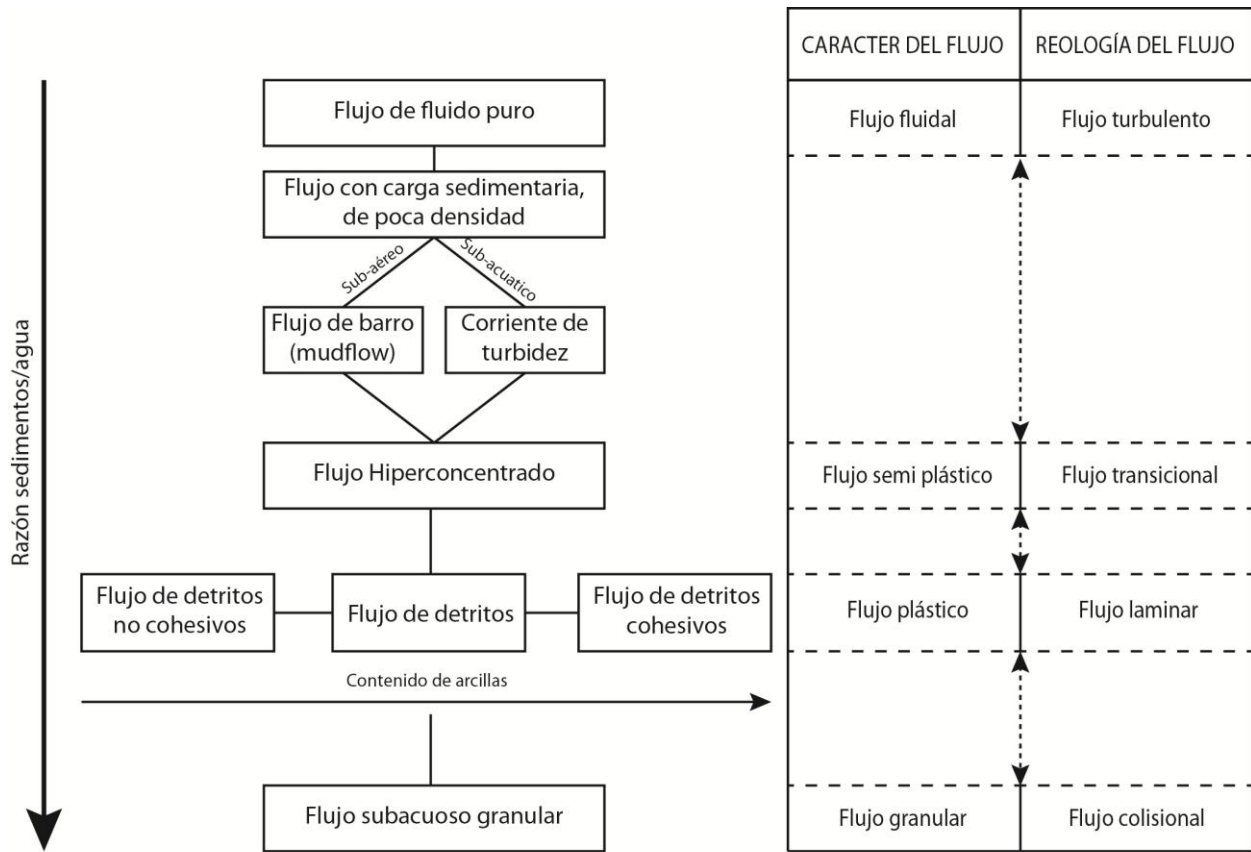 CARACTER DEL FLUJO
REOLOGÍA DEL FLUJO
Flujo de fluido puro
Flujo fluidal
Flujo turbulento
Flujo con carga sedimentaria,
de poca densidad
Sub-aéreo
Sub-acuatico
Flujo de barro
(mudflow)
Corriente de
turbidez
Razón sedimentos/agua
Flujo Hiperconcentrado
Flujo semi plástico
Flujo transicional
Flujo de detritos
no cohesivos
Flujo de detritos
Flujo de detritos
cohesivos
Flujo plástico
Flujo laminar
Contenido de arcillas
Flujo subacuoso granular
Flujo granular
Flujo colisional